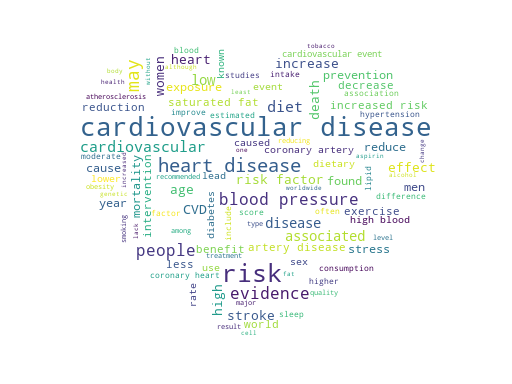 tobacco
blood
known
cardiovascular event
women
heart
increase
body
although
without
may
low
studies
intake
prevention
health
exposure
event
least
death
decrease
association
atherosclerosis
saturated fat
diet
increased risk
reduction
improve
estimated
hypertension
cardiovascular disease
cardiovascular
caused
coronary artery
reduce
reducing
one
aspirin
change
moderate
cause
increased
heart disease
dietary
lipid
effect
lower
mortality
intervention
lead
risk factor
found
alcohol
obesity
recommended
genetic
age
diabetes
worldwide
men
difference
year
factor
CVD
blood pressure
include
score
often
exercise
smoking
lack
among
type
disease
high blood
associated
level
people
benefit
artery disease
stress
treatment
less
use
sex
consumption
coronary heart
risk
fat
higher
rate
high
evidence
quality
major
stroke
sleep
result
world
cell